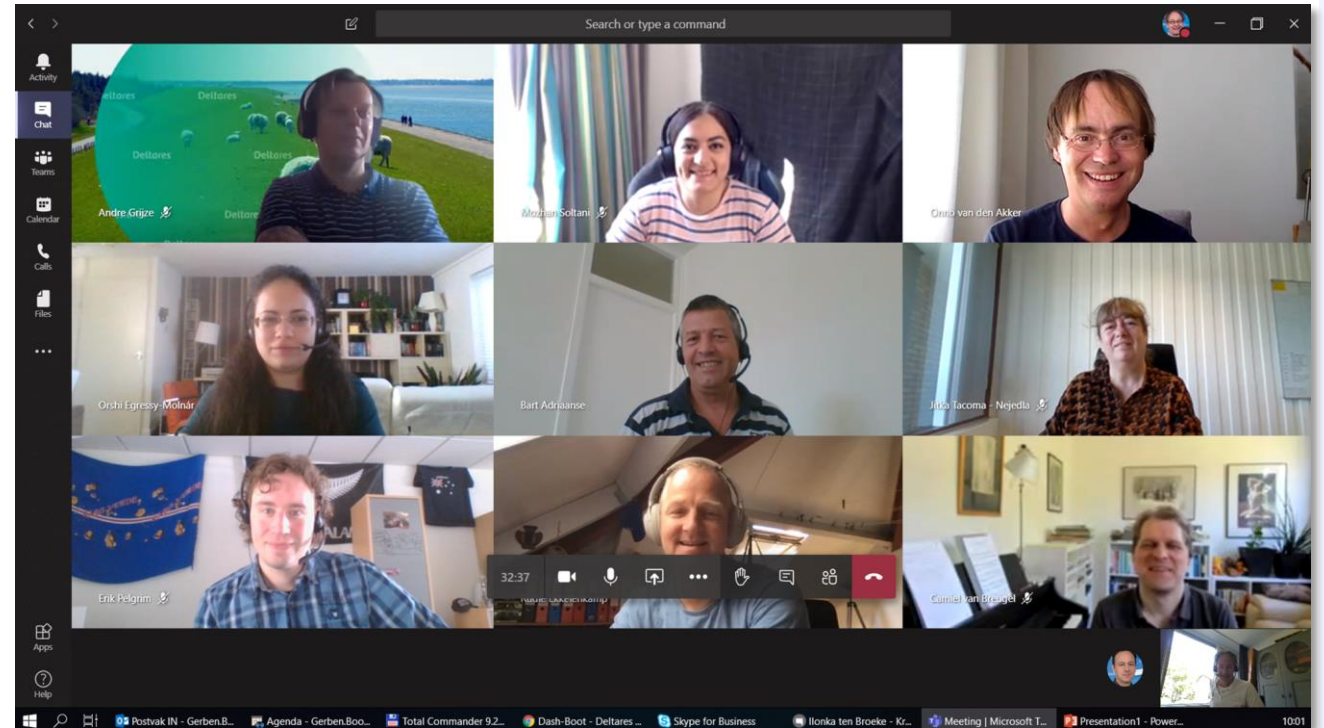 Search or type a command
Activity
Chat
Teams
Calendar
Calls
Files
Apps
Help
Deltares
Deltares
Deltares
Andre Grijze
Mozhan Soltani
Onno van den Akker
Orshi Egressy-Molnár
Bart Adriaanse
Jitka Tacoma - Nejedla
Erik Pelgrim
32:37
Camiel van Breugel
Postvak IN - Gerben.B...
Agenda - Gerben.Boo...
Total Commander 9.2...
Dash-Boot - Deltares ...
Skype for Business
Ilonka ten Broeke - Kr...
Meeting | Microsoft T...
Presentation1 - Power...
10:01